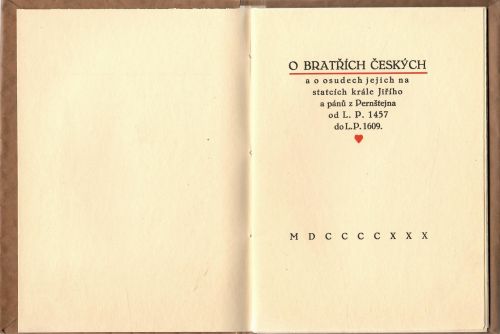 O BRATŘÍCH ČESKÝCH
a o osudech jejich na
statcích krále Jiřího
a pánů z Pernštejna
od L. P. 1457
do L.P. 1609.
MDCCCCXXX